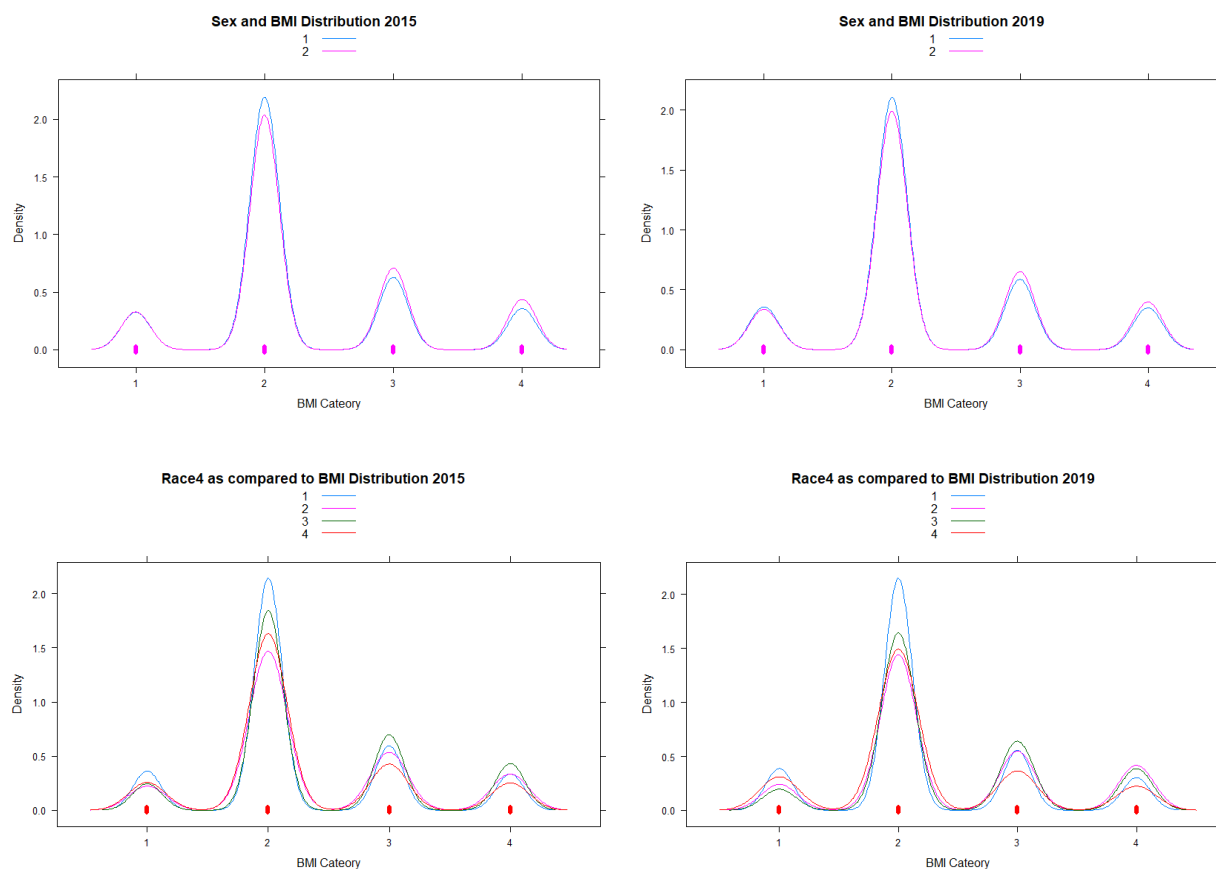 Sex and BMI Distribution 2015
1
2
Density
2.0
1.5
1.0
0.5
0.0
1 2 3 4
BMI Cateory
Sex and BMI Distribution 2019
1
2
Density
2.0
1.5
1.0
0.5
0.0
1 2 3 4
BMI Cateory
Race4 as compared to BMI Distribution 2015
1
2
3
4
Density
2.0
1.5
1.0
0.5
0.0
1 2 3 4
BMI Cateory
Race4 as compared to BMI Distribution 2019
1
2
3
4
Density
2.0
1.5
1.0
0.5
0.0
1 2 3 4
BMI Cateory